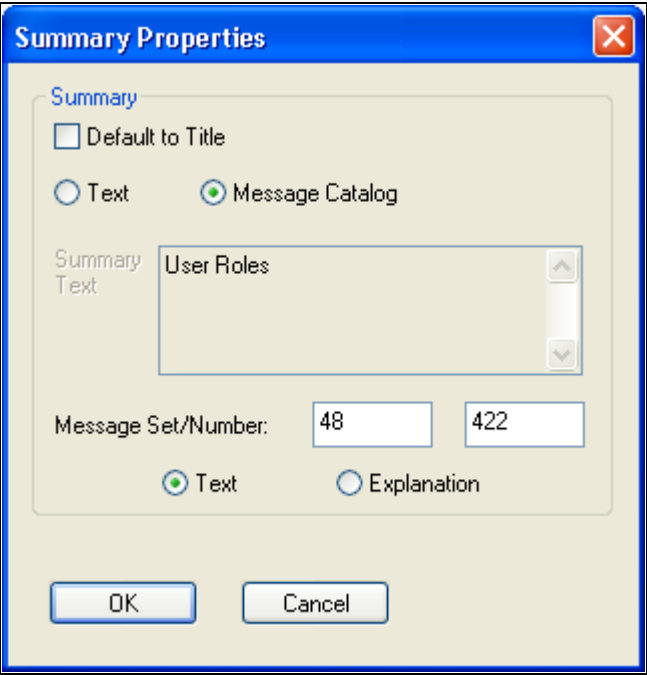 Summary Properties
Summary
Default to Title
Text Message Catalog
Summary
Text
User Roles
Message Set/Number: 48 422
Text Explanation
OK Cancel